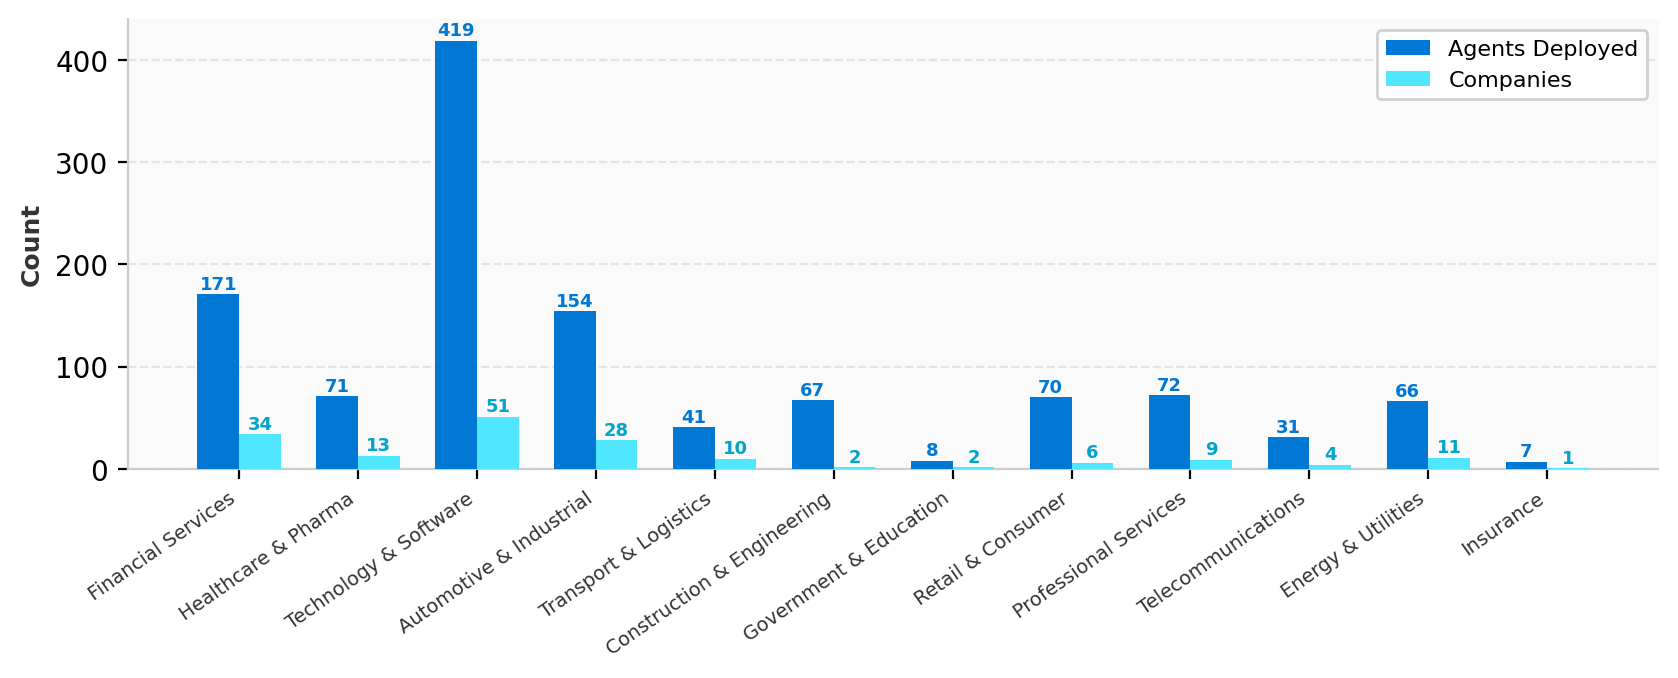 Agents Deployed
Companies
Count
400
300
200
100
0
171
34
71
13
419
51
154
28
41
10
67
2
8
2
70
6
72
9
31
4
66
11
7
1
Financial Services
Healthcare & Pharma
Technology & Software
Automotive & Industrial
Transport & Logistics
Construction & Engineering
Government & Education
Retail & Consumer
Professional Services
Telecommunications
Energy & Utilities
Insurance